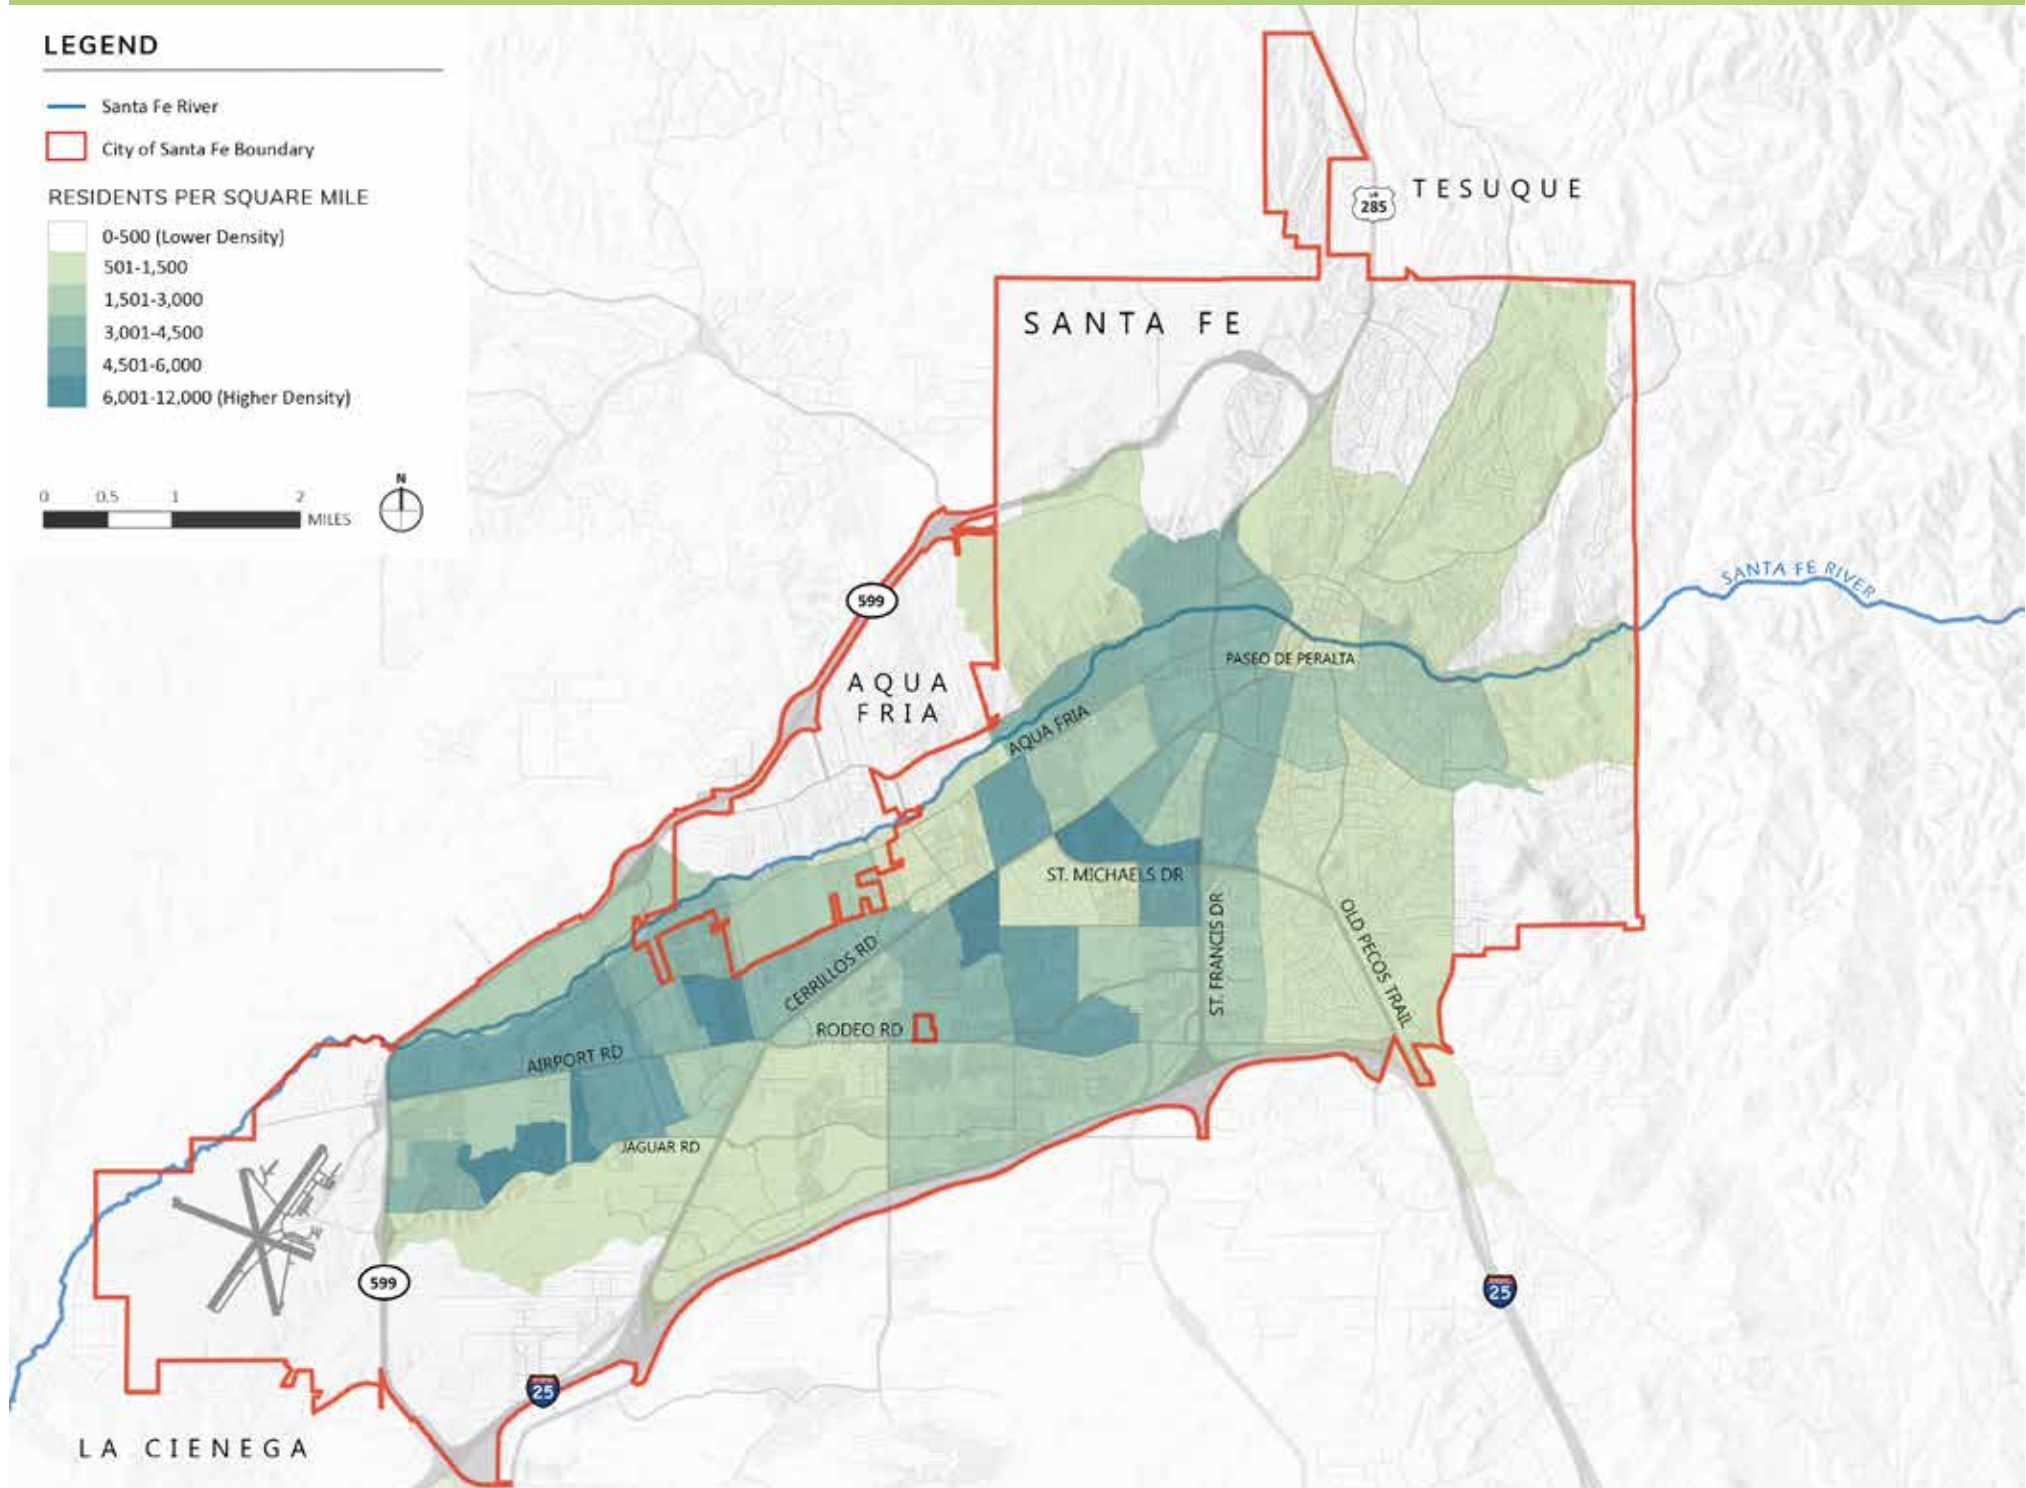 LEGEND
Santa Fe River
City of Santa Fe Boundary
RESIDENTS PER SQUARE MILE
0-500 (Lower Density)
501-1,500
1,501-3,000
3,001-4,500
4,501-6,000
6,001-12,000 (Higher Density)
0 0.5 1 2
MILES
N
TESUQUE
US
285
SANTA FE
SANTA FE RIVER
599
AQUA
FRIA
PASEO DE PERALTA
AQUA FRIA
ST. MICHAELS DR
ST. FRANCIS DR
OLD PECOS TRAIL
CERRILLOS RD
RODEO RD
AIRPORT RD
JAGUAR RD
599
25
25
LA CIENEGA